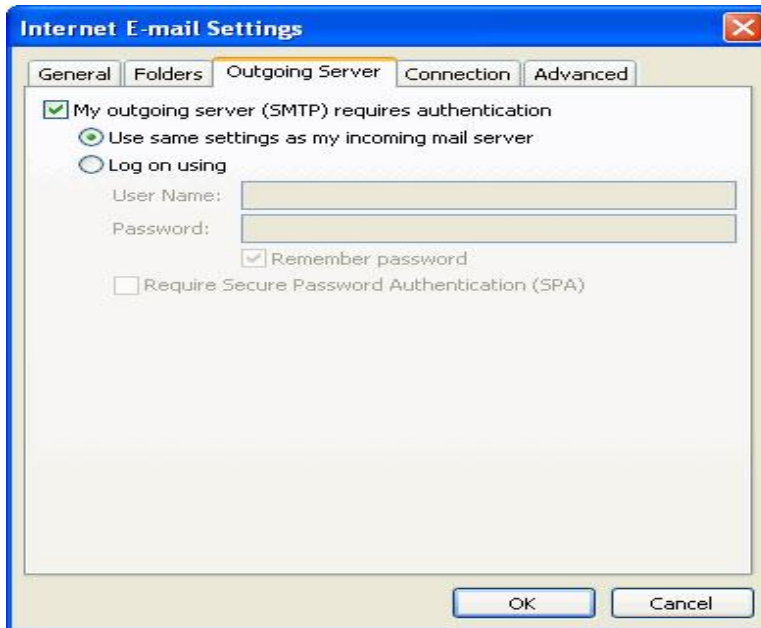 Internet E-mail Settings
General Folders Outgoing Server Connection Advanced
My outgoing server (SMTP) requires authentication
Use same settings as my incoming mail server
Log on using
User Name:
Password:
Remember password
Require Secure Password Authentication (SPA)
OK Cancel